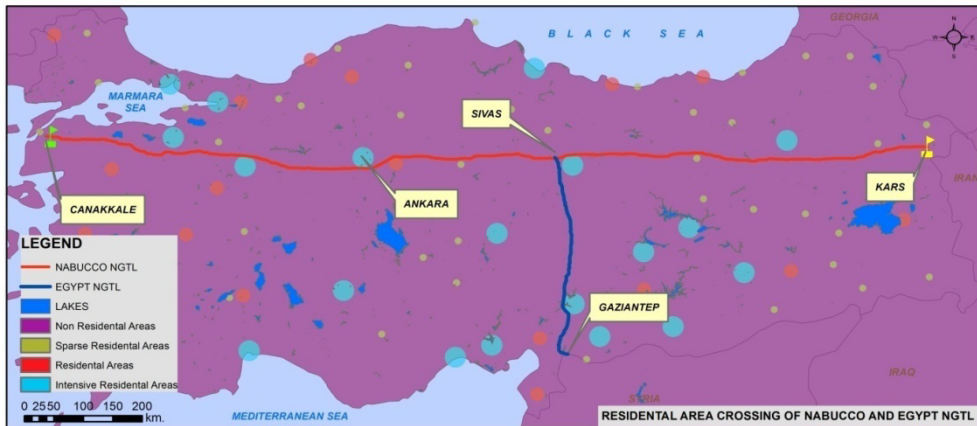 GEORGIA
BLACK SEA
N
W E
S
MARMARA
SEA
SIVAS
IRAN
KARS
ANKARA
CANAKKALE
LEGEND
NABUCCO NGTL
EGYPT NGTL
LAKES
Non Residental Areas
Sparse Residental Areas
Residental Areas
Intensive Residental Areas
0 25 50 100 150 200
km.
GAZIANTEP
IRAQ
SYRIA
MEDITERRANEAN SEA
RESIDENTAL AREA CROSSING OF NABUCCO AND EGYPT NGTL